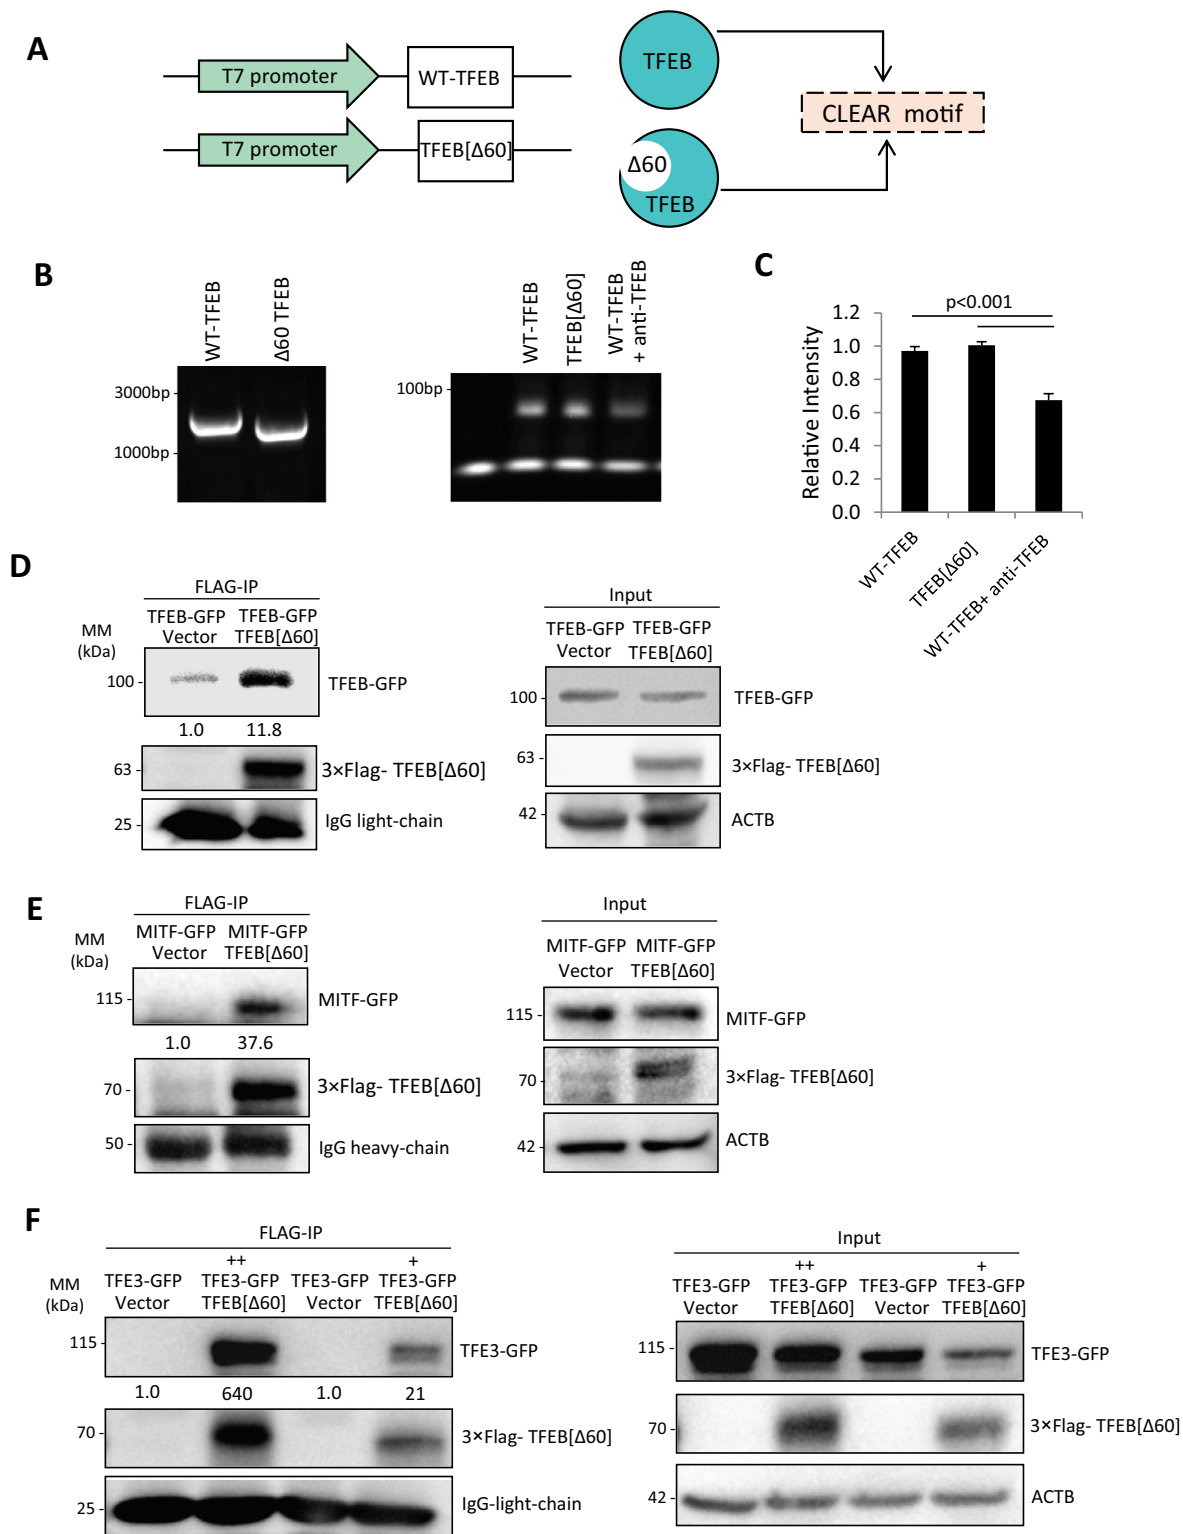 A
T7 promoter
WT-TFEB
T7 promoter
TFEB[Δ60]
TFEB
Δ60
TFEB
CLEAR motif
B
WT-TFEB
Δ60 TFEB
3000bp
1000bp
WT-TFEB
TFEB[Δ60]
WT-TFEB
+ anti-TFEB
100bp
C
p<0.001
Relative Intensity
1.2
1.0
0.8
0.6
0.4
0.2
0.0
WT-TFEB
TFEB[Δ60]
WT-TFEB+ anti-TFEB
D
FLAG-IP
MM
(kDa)
TFEB-GFP TFEB-GFP
Vector TFEB[Δ60]
100 - TFEB-GFP
1.0 11.8
63 - 3×Flag- TFEB[Δ60]
25 - IgG light-chain
Input
TFEB-GFP TFEB-GFP
Vector TFEB[Δ60]
100 - TFEB-GFP
63 - 3×Flag- TFEB[Δ60]
42 - ACTB
E
FLAG-IP
MM
(kDa)
MITF-GFP MITF-GFP
Vector TFEB[Δ60]
115 - MITF-GFP
1.0 37.6
70 - 3×Flag- TFEB[Δ60]
50 - IgG heavy-chain
Input
MITF-GFP MITF-GFP
Vector TFEB[Δ60]
115 - MITF-GFP
70 - 3×Flag- TFEB[Δ60]
42 - ACTB
F
FLAG-IP
MM
(kDa)
++ +
TFE3-GFP TFE3-GFP TFE3-GFP TFE3-GFP
Vector TFEB[Δ60] Vector TFEB[Δ60]
115 - TFE3-GFP
1.0 640 1.0 21
70 - 3×Flag- TFEB[Δ60]
25 - IgG-light-chain
Input
++ +
TFE3-GFP TFE3-GFP TFE3-GFP TFE3-GFP
Vector TFEB[Δ60] Vector TFEB[Δ60]
115 - TFE3-GFP
70 - 3×Flag- TFEB[Δ60]
42 - ACTB